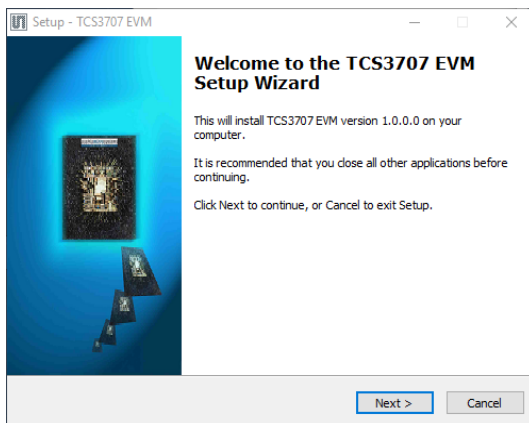 Setup - TCS3707 EVM
Welcome to the TCS3707 EVM
Setup Wizard
This will install TCS3707 EVM version 1.0.0.0 on your
computer.
It is recommended that you close all other applications before
continuing.
Click Next to continue, or Cancel to exit Setup.
Next >
Cancel